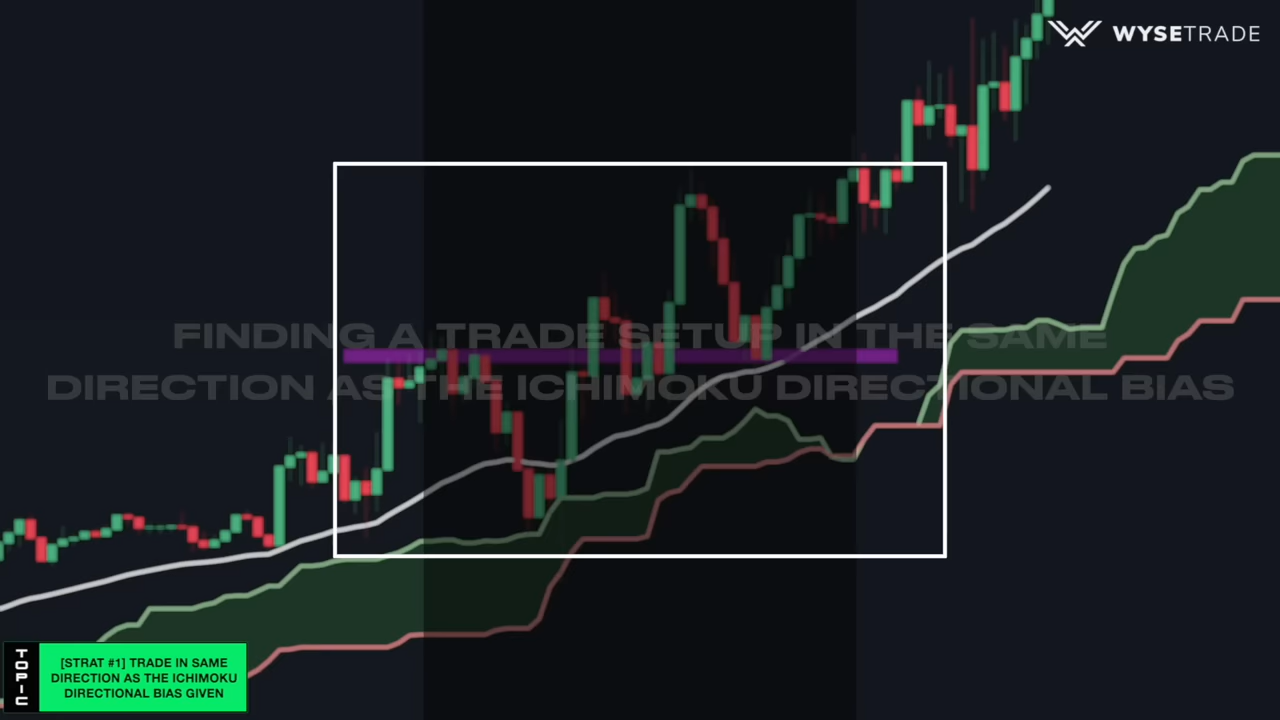 WYSETRADE
FINDING A TRADE SETUP IN THE SAME
DIRECTION AS THE ICHIMOKU DIRECTIONAL BIAS
TOPIC
[STRAT #1] TRADE IN SAME
DIRECTION AS THE ICHIMOKU
DIRECTIONAL BIAS GIVEN